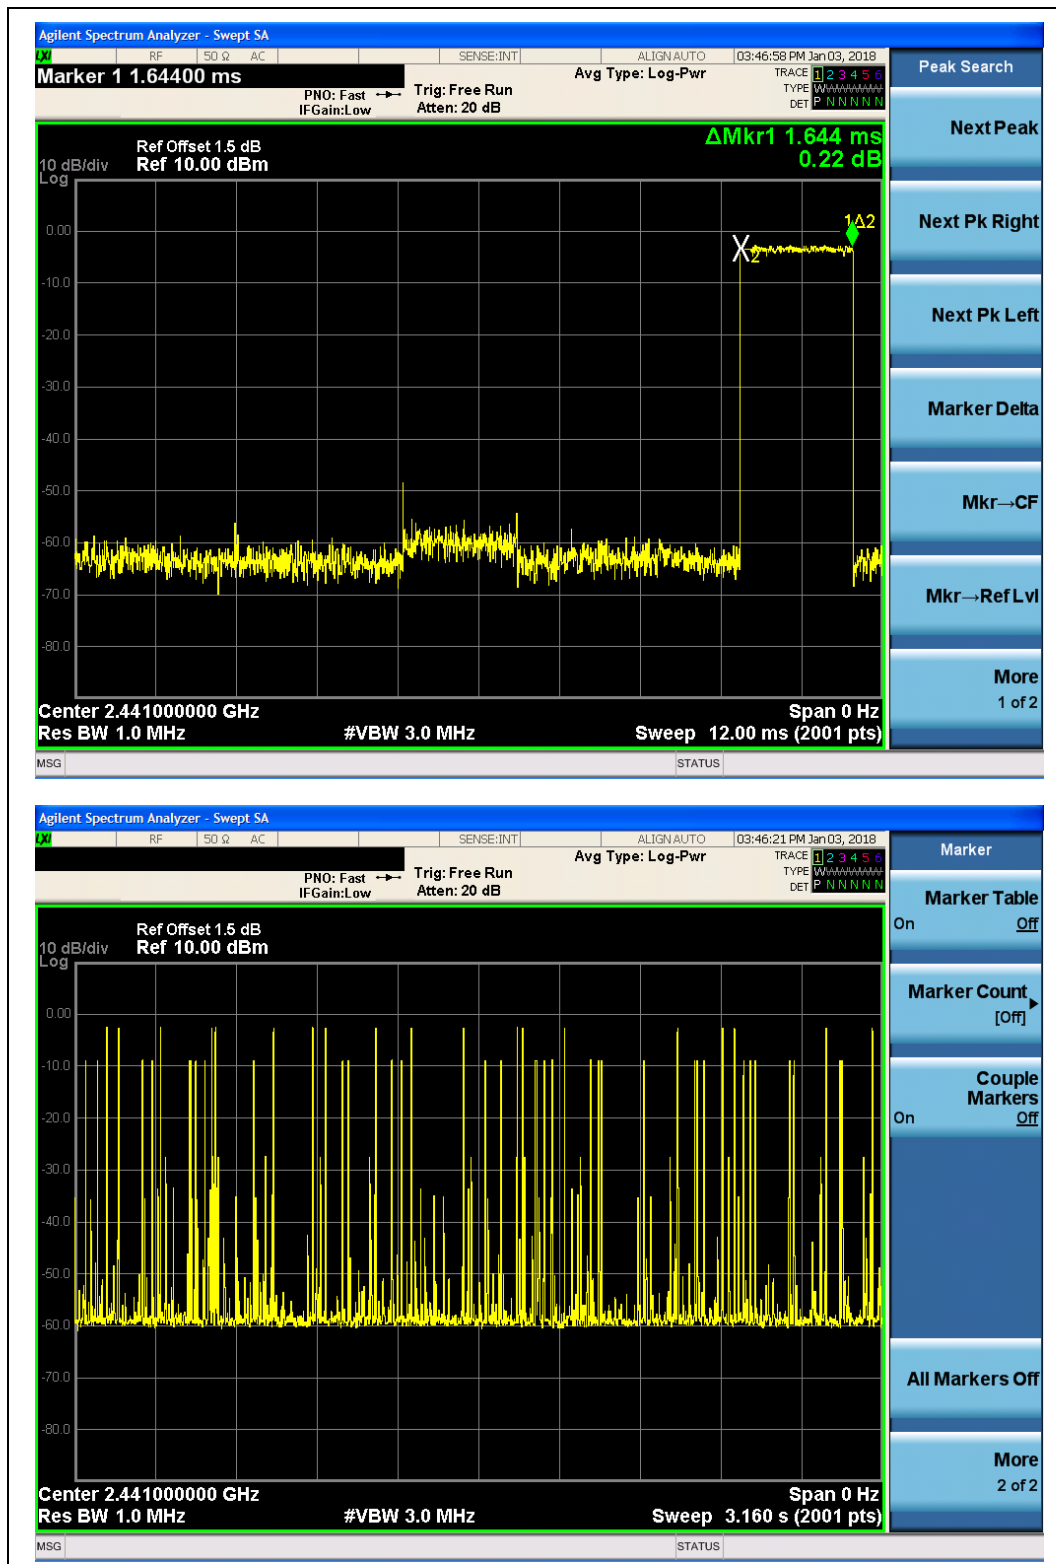 Agilent Spectrum Analyzer - Swept SA
LXI RF 50 Ω AC SENSE:INT ALIGN AUTO 03:46:58 PM Jan 03, 2018
Marker 1 1.64400 ms
PNO: Fast
IFGain:Low
Trig: Free Run
Atten: 20 dB
Avg Type: Log-Pwr
TRACE 1 2 3 4 5 6
TYPE
DET P N N N N N
Ref Offset 1.5 dB
10 dB/div Ref 10.00 dBm
Log
ΔMkr1 1.644 ms
0.22 dB
0.00
-10.0
-20.0
-30.0
-40.0
-50.0
-60.0
-70.0
-80.0
1Δ2
2
Center 2.441000000 GHz Span 0 Hz
Res BW 1.0 MHz #VBW 3.0 MHz Sweep 12.00 ms (2001 pts)
MSG STATUS
Peak Search
Next Peak
Next Pk Right
Next Pk Left
Marker Delta
Mkr→CF
Mkr→Ref Lvl
More
1 of 2
Agilent Spectrum Analyzer - Swept SA
LXI RF 50 Ω AC SENSE:INT ALIGN AUTO 03:46:21 PM Jan 03, 2018
PNO: Fast
IFGain:Low
Trig: Free Run
Atten: 20 dB
Avg Type: Log-Pwr
TRACE 1 2 3 4 5 6
TYPE
DET P N N N N N
Ref Offset 1.5 dB
10 dB/div Ref 10.00 dBm
Log
0.00
-10.0
-20.0
-30.0
-40.0
-50.0
-60.0
-70.0
-80.0
Center 2.441000000 GHz Span 0 Hz
Res BW 1.0 MHz #VBW 3.0 MHz Sweep 3.160 s (2001 pts)
MSG STATUS
Marker
Marker Table
On Off
Marker Count
[Off]
Couple
Markers
On Off
All Markers Off
More
2 of 2